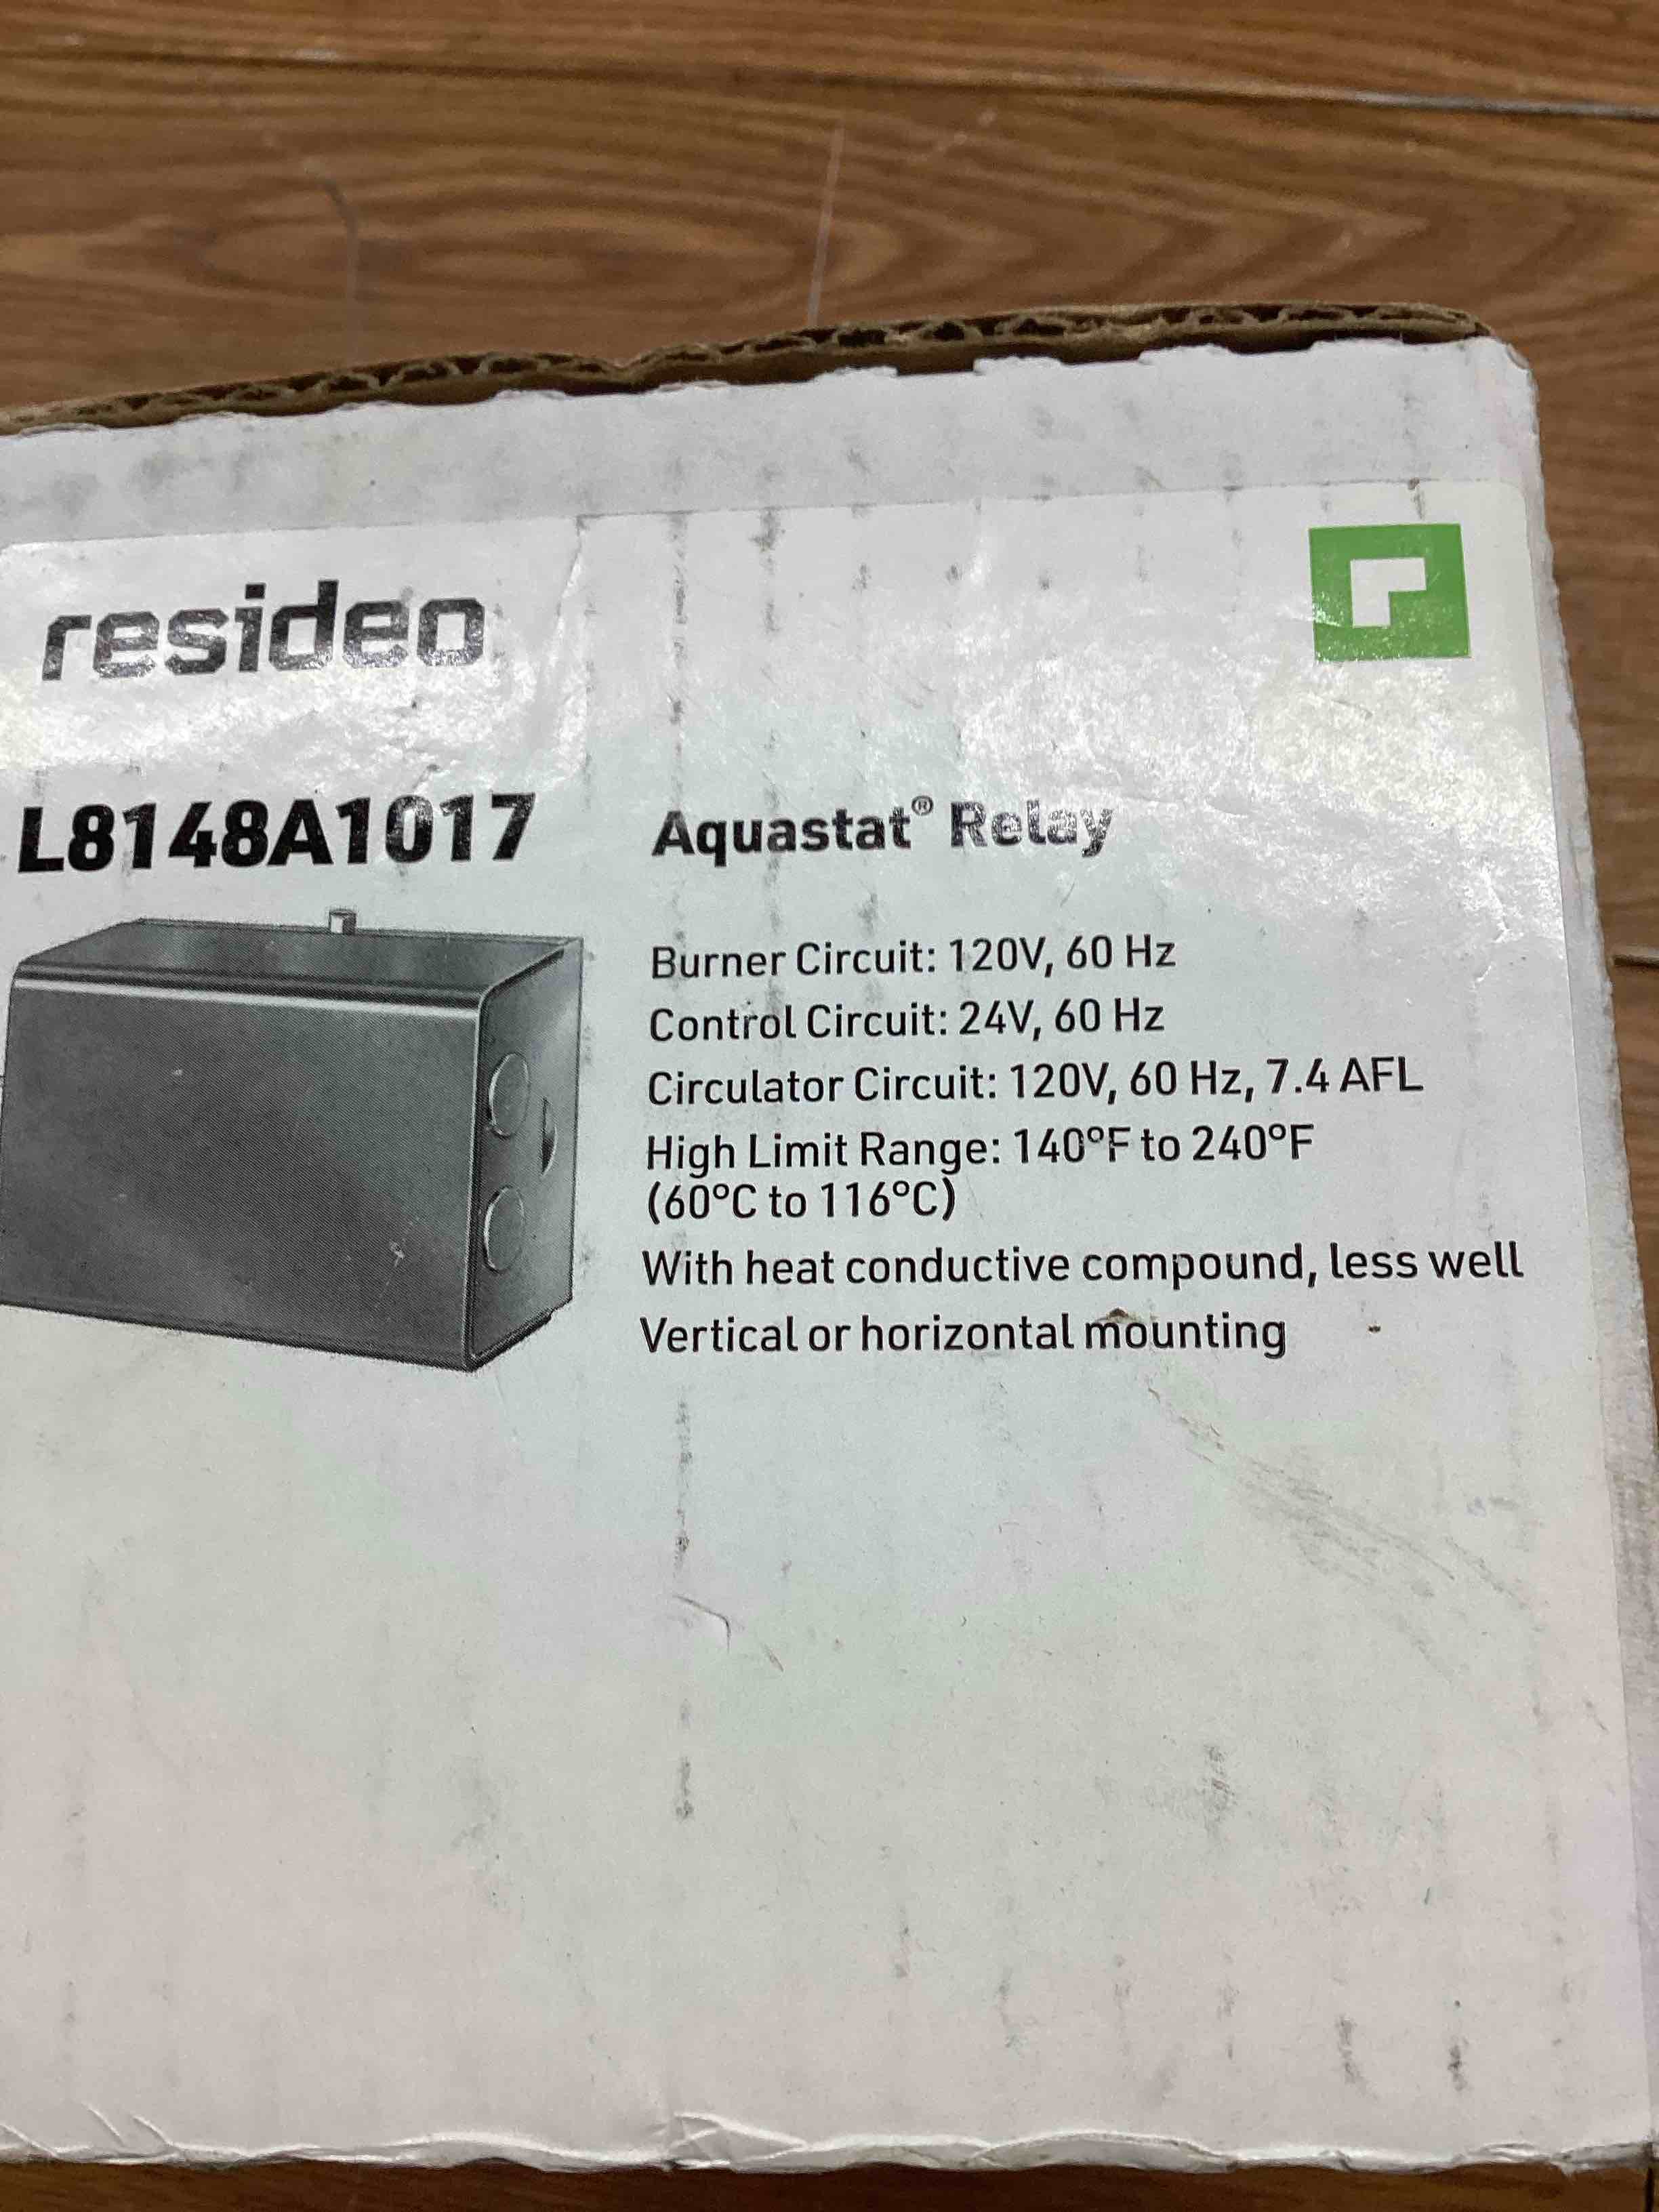 resideo
L8148A1017
Aquastat® Relay
Burner Circuit: 120V, 60 Hz
Control Circuit: 24V, 60 Hz
Circulator Circuit: 120V, 60 Hz, 7.4 AFL
High Limit Range: 140°F to 240°F
(60°C to 116°C)
With heat conductive compound, less well
Vertical or horizontal mounting